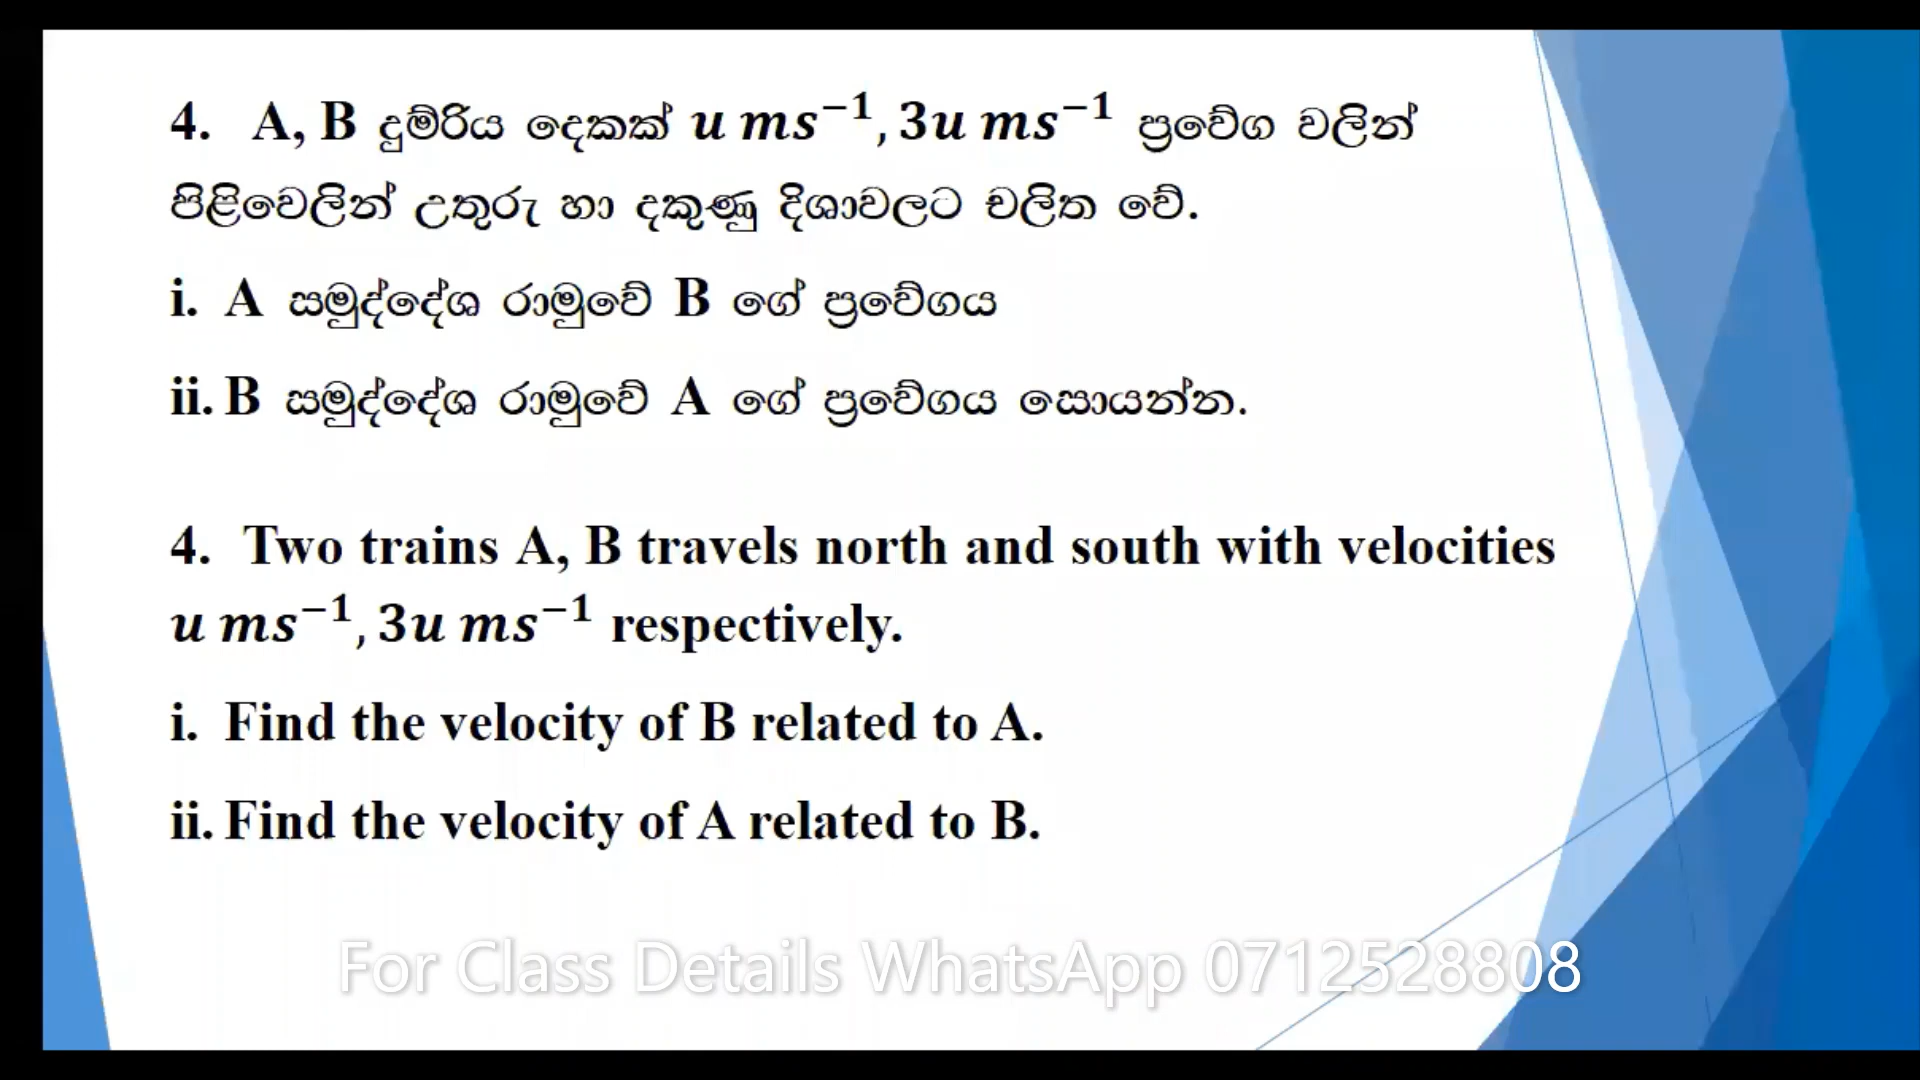 4. A, B දුම්රිය දෙකක් u ms⁻¹, 3u ms⁻¹ ප්‍රවේග වලින්
පිළිවෙලින් උතුරු හා දකුණු දිශාවලට චලිත වේ.
i. A සමුද්දේශ රාමුවේ B ගේ ප්‍රවේගය
ii. B සමුද්දේශ රාමුවේ A ගේ ප්‍රවේගය සොයන්න.
4. Two trains A, B travels north and south with velocities
u ms⁻¹, 3u ms⁻¹ respectively.
i. Find the velocity of B related to A.
ii. Find the velocity of A related to B.
For Class Details WhatsApp 0712528808